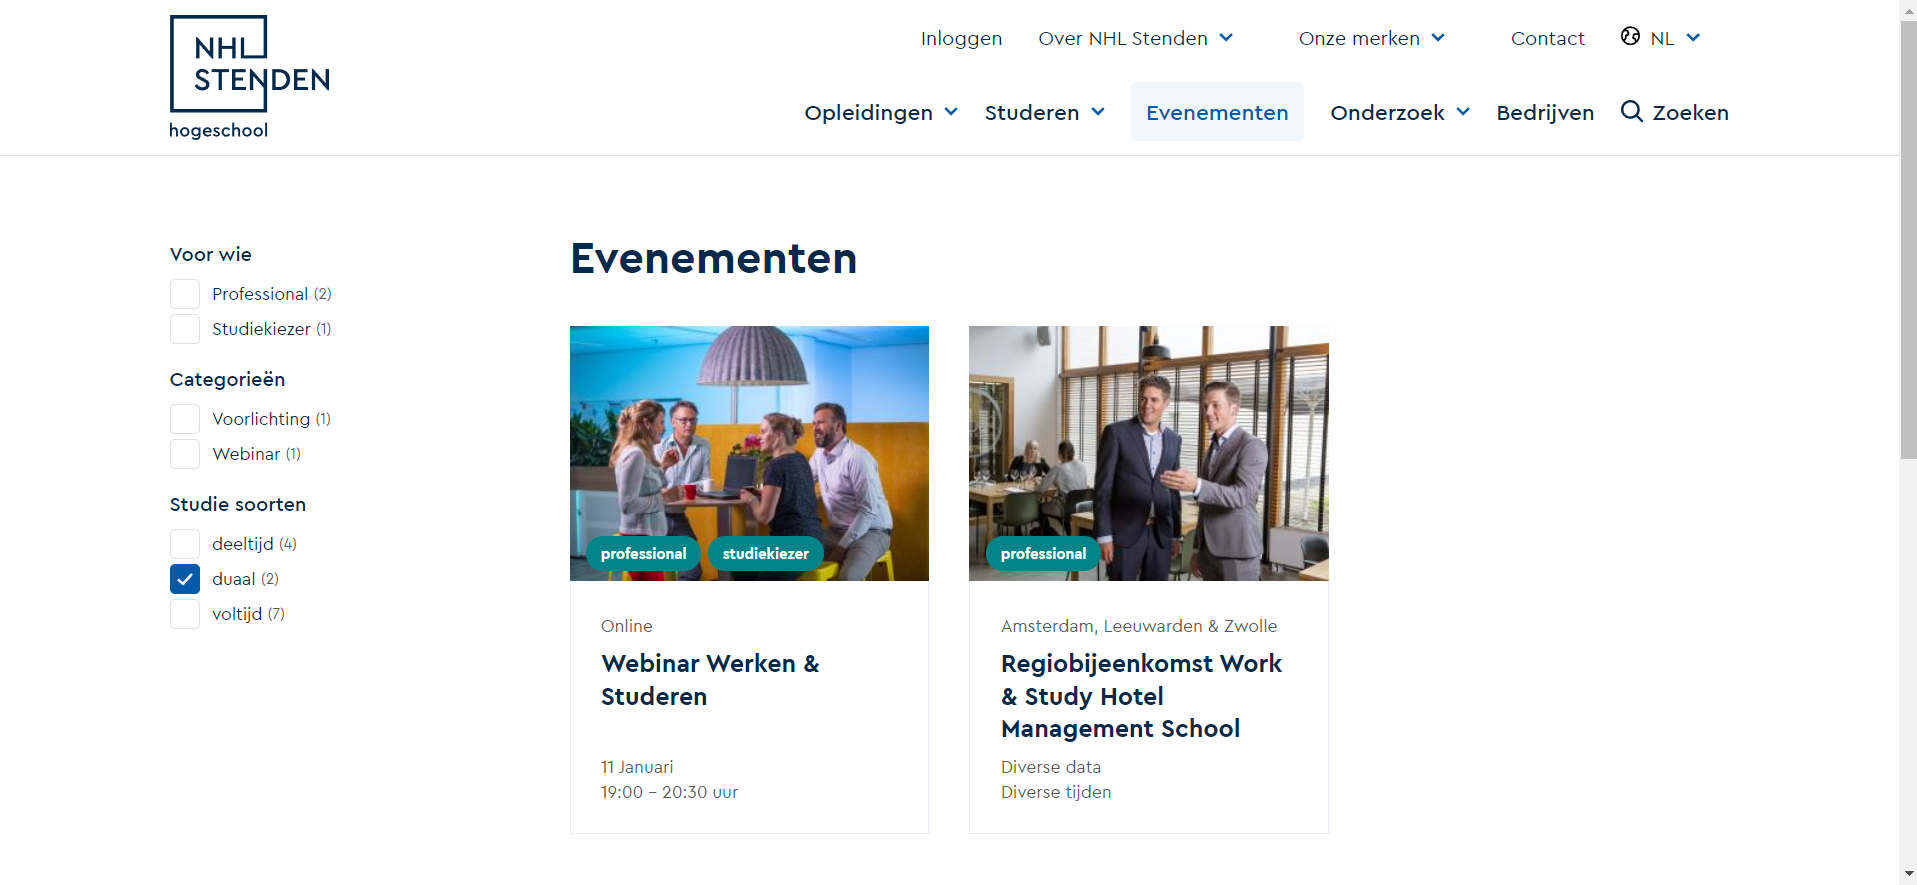 NHL
STENDEN
hogeschool
Inloggen
Over NHL Stenden
Onze merken
Contact
NL
Opleidingen
Studeren
Evenementen
Onderzoek
Bedrijven
Zoeken
Voor wie
Professional (2)
Studiekiezer (1)
Categorieën
Voorlichting (1)
Webinar (1)
Studie soorten
deeltijd (4)
duaal (2)
voltijd (7)
Evenementen
professional
studiekiezer
Online
Webinar Werken &
Studeren
11 Januari
19:00 – 20:30 uur
professional
Amsterdam, Leeuwarden & Zwolle
Regiobijeenkomst Work
& Study Hotel
Management School
Diverse data
Diverse tijden